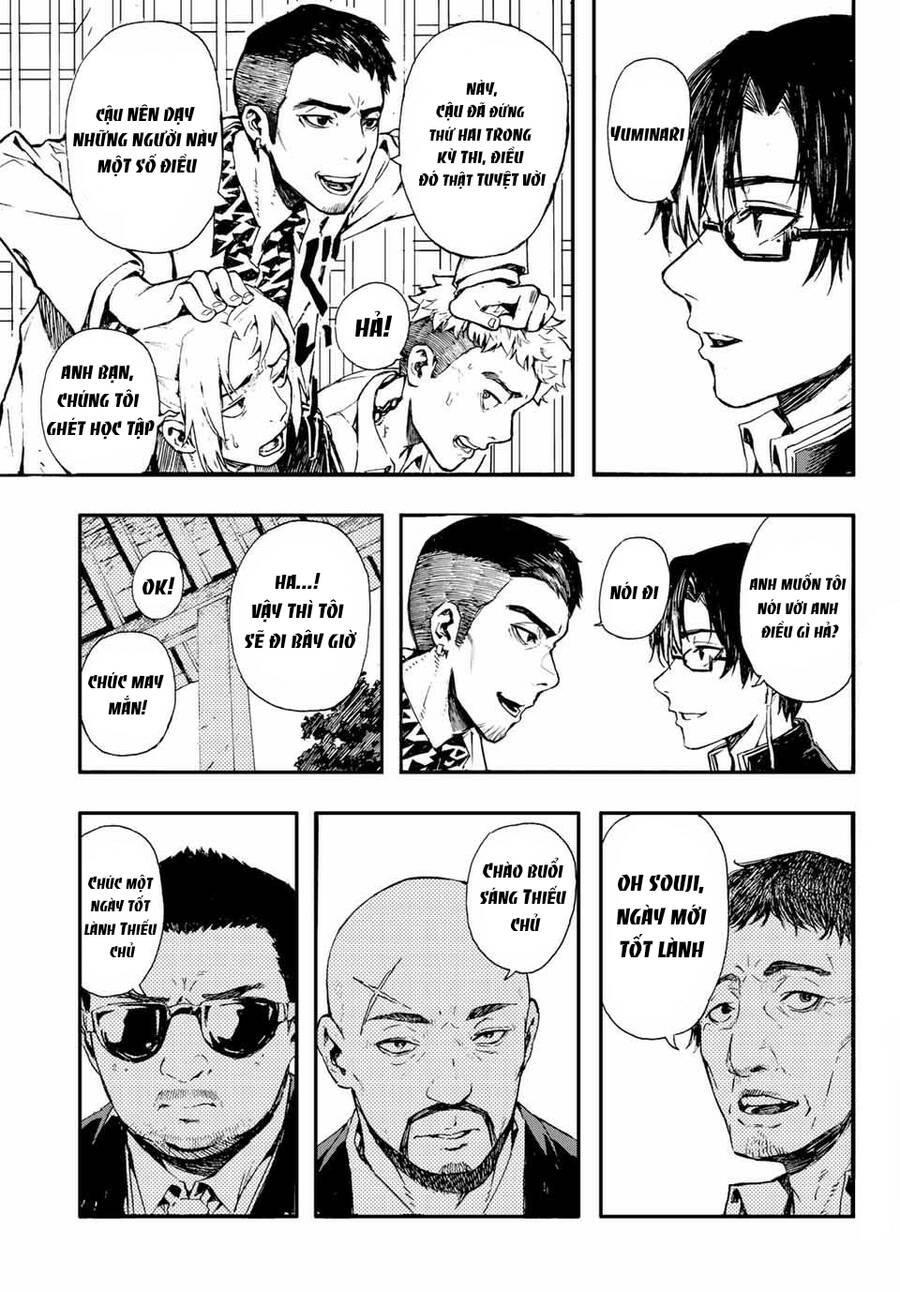 Yuminari
NÀY,
CẬU ĐÃ ĐỨNG
THỨ HAI TRONG
KỲ THI, ĐIỀU
ĐÓ THẬT TUYỆT VỜI
CẬU NÊN DẠY
NHỮNG NGƯỜI NÀY
MỘT SỐ ĐIỀU
HẢ!
ANH BẠN,
CHÚNG TÔI
GHÉT HỌC TẬP
ANH MUỐN TÔI
NÓI VỚI ANH
ĐIỀU GÌ HẢ?
NÓI ĐI
HA...!
VẬY THÌ TÔI
SẼ ĐI BÂY GIỜ
OK!
CHÚC MAY
MẮN!
OH SOUJI,
NGÀY MỚI
TỐT LÀNH
Chào buổi
sáng Thiếu
chủ
Chúc một
ngày tốt
lành Thiếu
chủ